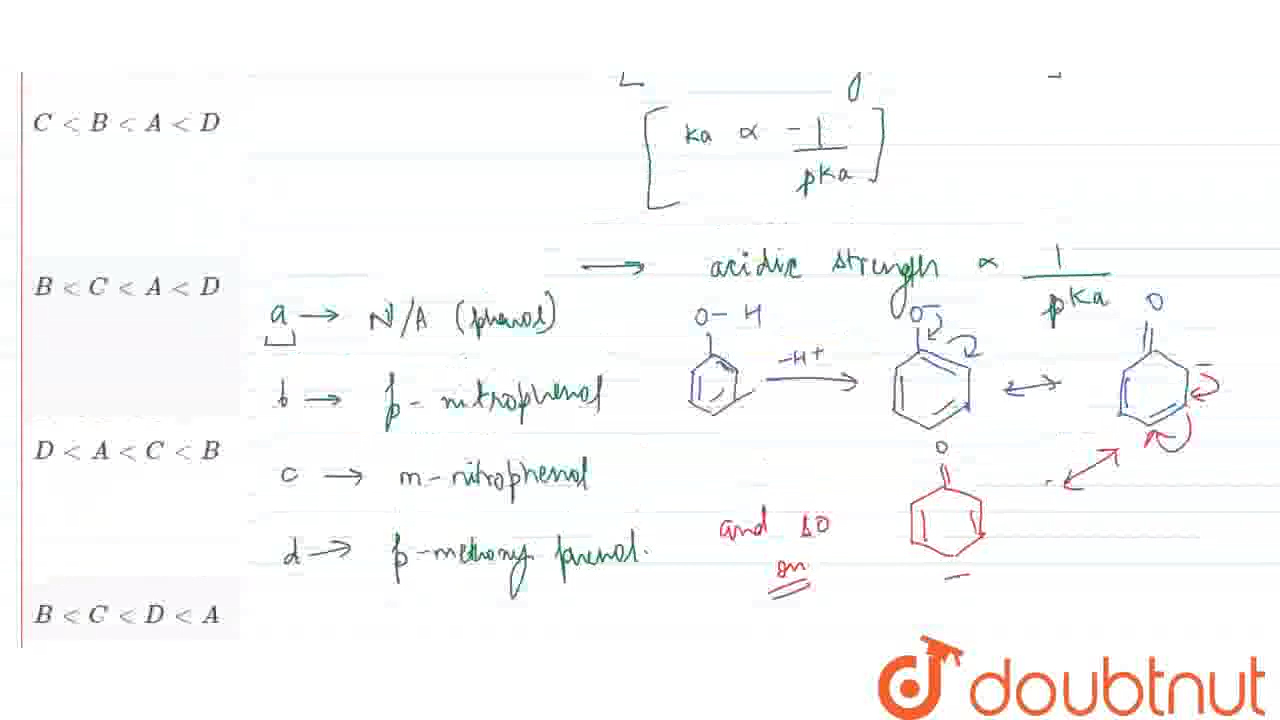 C < B < A < D
ka ∝ -1/pka
B < C < A < D
→ acidic strength ∝ 1/pKa
a → N/A (phenol)
O-H
-H+
O-
O
b → p-nitrophenol
D < A < C < B
c → m-nitrophenol
O
and so
on
d → p-methoxy phenol.
B < C < D < A
doubtnut